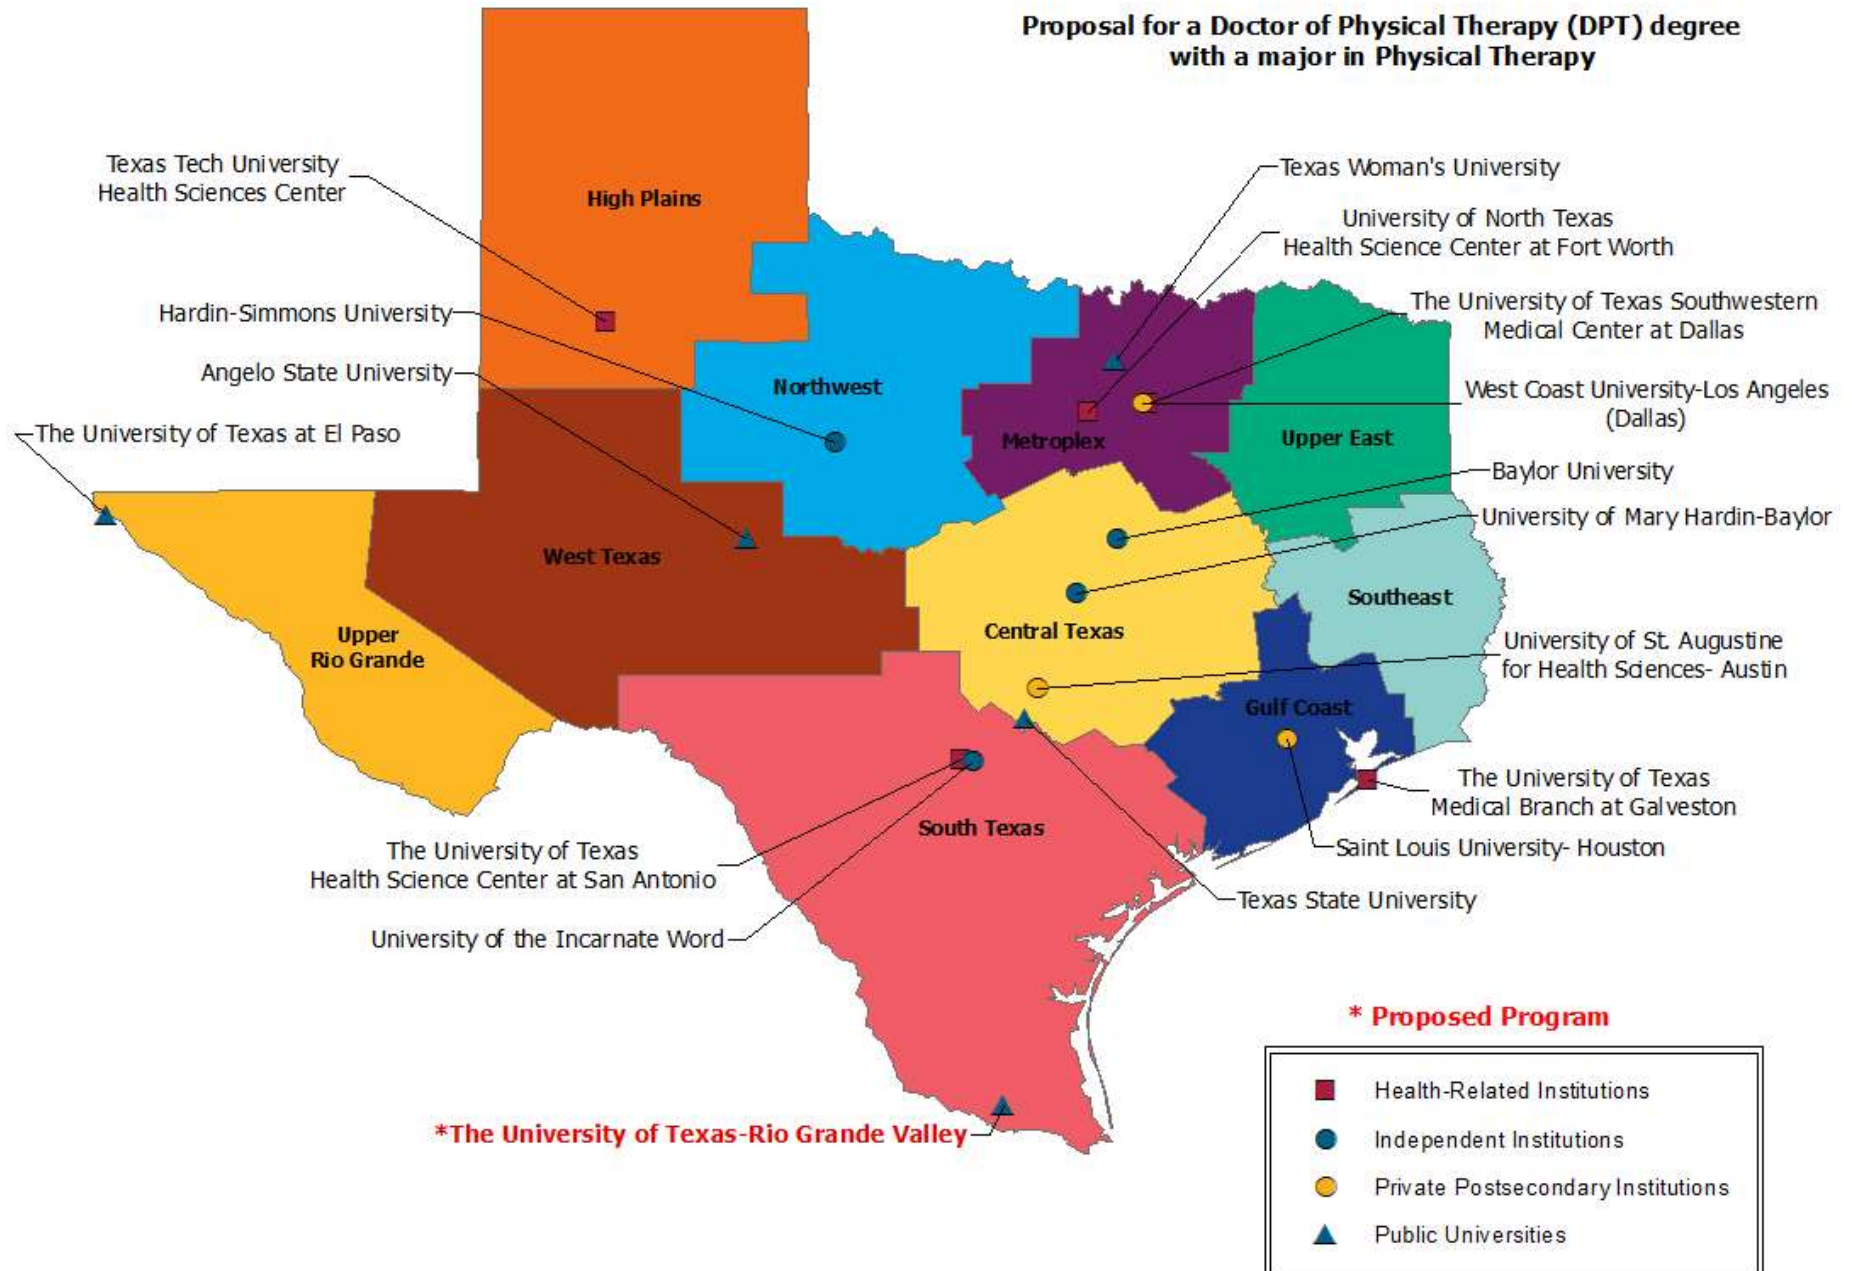 Proposal for a Doctor of Physical Therapy (DPT) degree
with a major in Physical Therapy
Texas Tech University
Health Sciences Center
High Plains
Texas Woman's University
University of North Texas
Health Science Center at Fort Worth
Hardin-Simmons University
The University of Texas Southwestern
Medical Center at Dallas
Angelo State University
Northwest
West Coast University-Los Angeles
(Dallas)
The University of Texas at El Paso
Metroplex
Upper East
Baylor University
University of Mary Hardin-Baylor
West Texas
Southeast
Upper
Rio Grande
Central Texas
University of St. Augustine
for Health Sciences- Austin
Gulf Coast
The University of Texas
Medical Branch at Galveston
South Texas
Saint Louis University- Houston
The University of Texas
Health Science Center at San Antonio
Texas State University
University of the Incarnate Word
* Proposed Program
Health-Related Institutions
*The University of Texas-Rio Grande Valley
Independent Institutions
Private Postsecondary Institutions
Public Universities